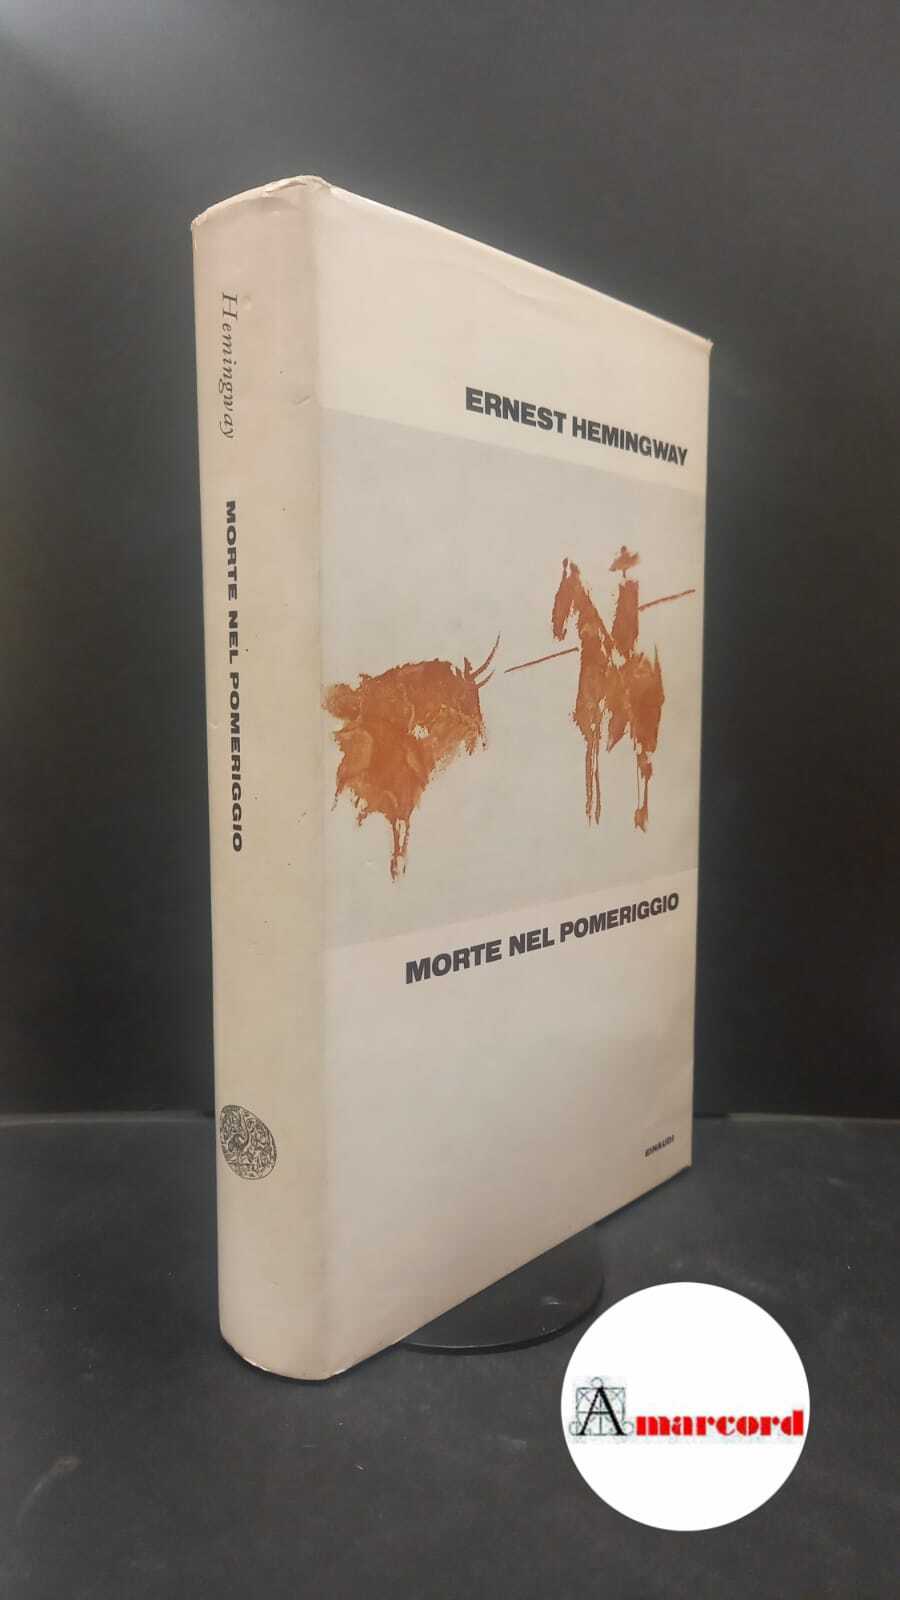 Hemingway
MORTE NEL POMERIGGIO
ERNEST HEMINGWAY
MORTE NEL POMERIGGIO
EINAUDI
Amarcord